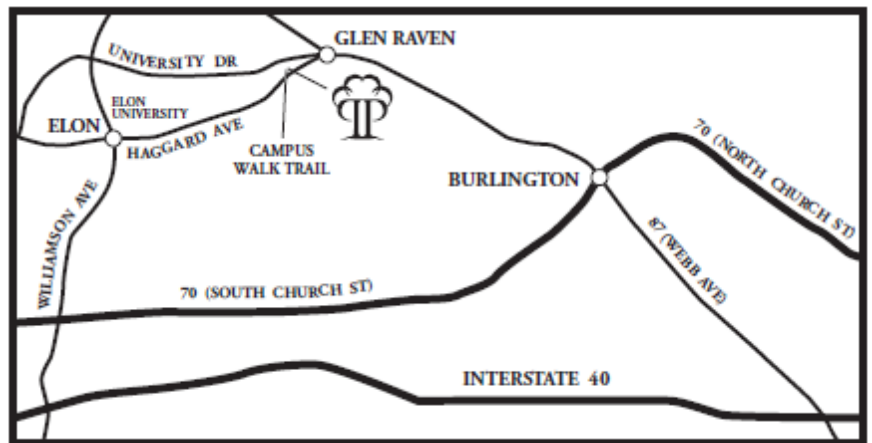 GLEN RAVEN
UNIVERSITY DR
ELON
UNIVERSITY
ELON
HAGGARD AVE
CAMPUS
WALK TRAIL
70 (NORTH CHURCH ST)
BURLINGTON
WILLIAMSON AVE
87 (WEBB AVE)
70 (SOUTH CHURCH ST)
INTERSTATE 40